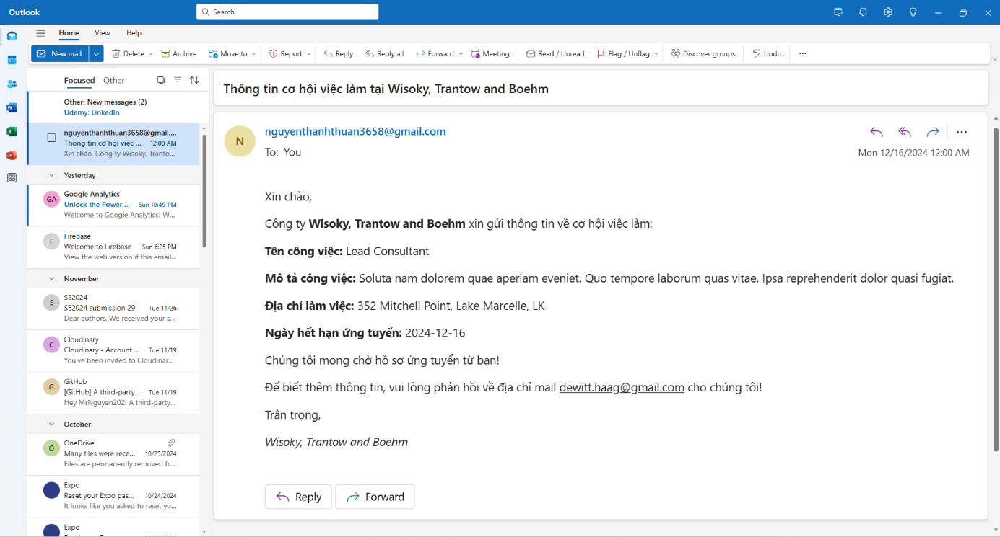 Outlook
Search
Home View Help
New mail Delete Archive Move to Report Reply Reply all Forward Meeting Read / Unread Flag / Unflag Discover groups Undo
Focused Other
Other: New messages (2)
Udemy; LinkedIn
nguyenthanhthuan3658@gmail....
Thông tin cơ hội việc ... 12:00 AM
Xin chào, Công ty Wisoky, Tranto...
Yesterday
GA
Google Analytics
Unlock the Power... Sun 10:49 PM
Welcome to Google Analytics! W...
F
Firebase
Welcome to Firebase Sun 6:25 PM
View the web version if this email...
November
S
SE2024
SE2024 submission 29 Tue 11/26
Dear authors, We received your s...
C
Cloudinary
Cloudinary - Account ... Tue 11/19
You've been invited to Cloudinar...
G
GitHub
[GitHub] A third-party... Tue 11/19
Hey MrNguyen202! A third-party...
October
O
OneDrive
Many files were rece... 10/25/2024
Files are permanently removed fr...
Expo
Reset your Expo pas... 10/24/2024
It looks like you asked to reset yo...
Expo
Thông tin cơ hội việc làm tại Wisoky, Trantow and Boehm
N
nguyenthanhthuan3658@gmail.com
To: You
Mon 12/16/2024 12:00 AM
Xin chào,
Công ty Wisoky, Trantow and Boehm xin gửi thông tin về cơ hội việc làm:
Tên công việc: Lead Consultant
Mô tả công việc: Soluta nam dolorem quae aperiam eveniet. Quo tempore laborum quas vitae. Ipsa reprehenderit dolor quasi fugiat.
Địa chỉ làm việc: 352 Mitchell Point, Lake Marcelle, LK
Ngày hết hạn ứng tuyển: 2024-12-16
Chúng tôi mong chờ hồ sơ ứng tuyển từ bạn!
Để biết thêm thông tin, vui lòng phản hồi về địa chỉ mail dewitt.haag@gmail.com cho chúng tôi!
Trân trọng,
Wisoky, Trantow and Boehm
Reply Forward